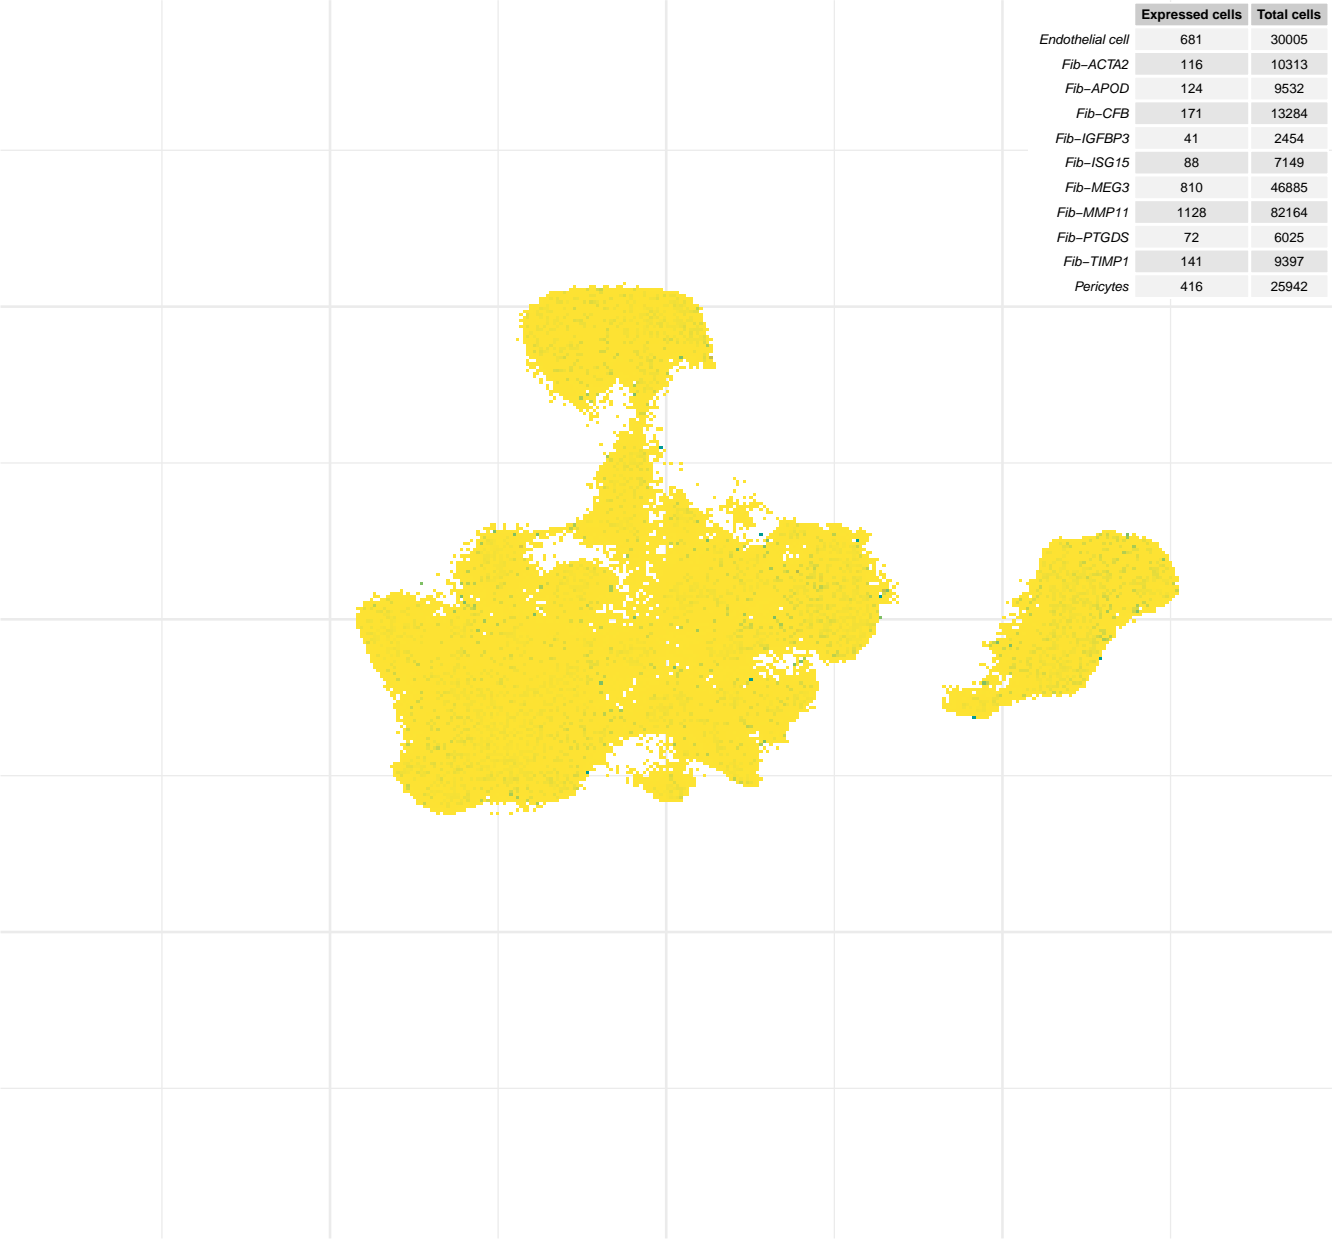 Expressed cells Total cells
Endothelial cell 681 30005
Fib−ACTA2 116 10313
Fib−APOD 124 9532
Fib−CFB 171 13284
Fib−IGFBP3 41 2454
Fib−ISG15 88 7149
Fib−MEG3 810 46885
Fib−MMP11 1128 82164
Fib−PTGDS 72 6025
Fib−TIMP1 141 9397
Pericytes 416 25942